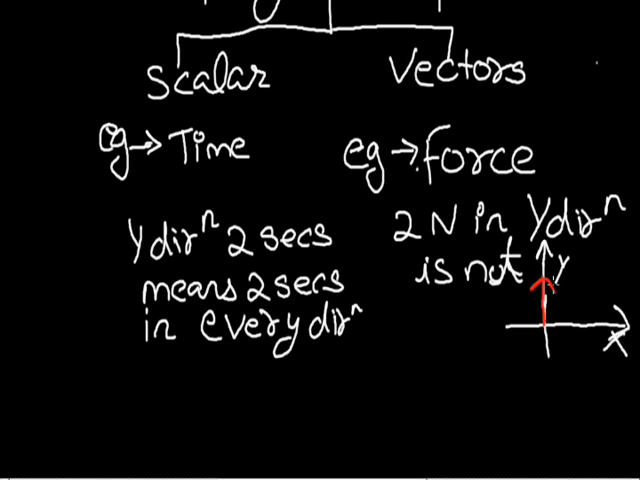 Scalar Vectors
eg → Time eg → force
Y dirⁿ 2 secs
means 2 secs
in every dirⁿ
2 N in Y dirⁿ
is not
Y
X